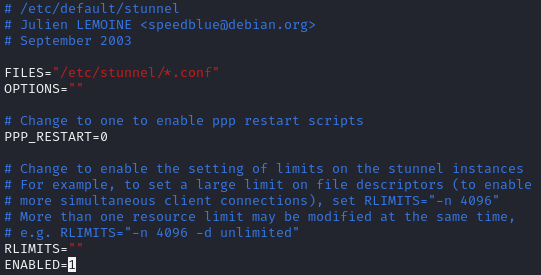 # /etc/default/stunnel
# Julien LEMOINE <speedblue@debian.org>
# September 2003
FILES="/etc/stunnel/*.conf"
OPTIONS=""
# Change to one to enable ppp restart scripts
PPP_RESTART=0
# Change to enable the setting of limits on the stunnel instances
# For example, to set a large limit on file descriptors (to enable
# more simultaneous client connections), set RLIMITS="-n 4096"
# More than one resource limit may be modified at the same time,
# e.g. RLIMITS="-n 4096 -d unlimited"
RLIMITS=""
ENABLED=1